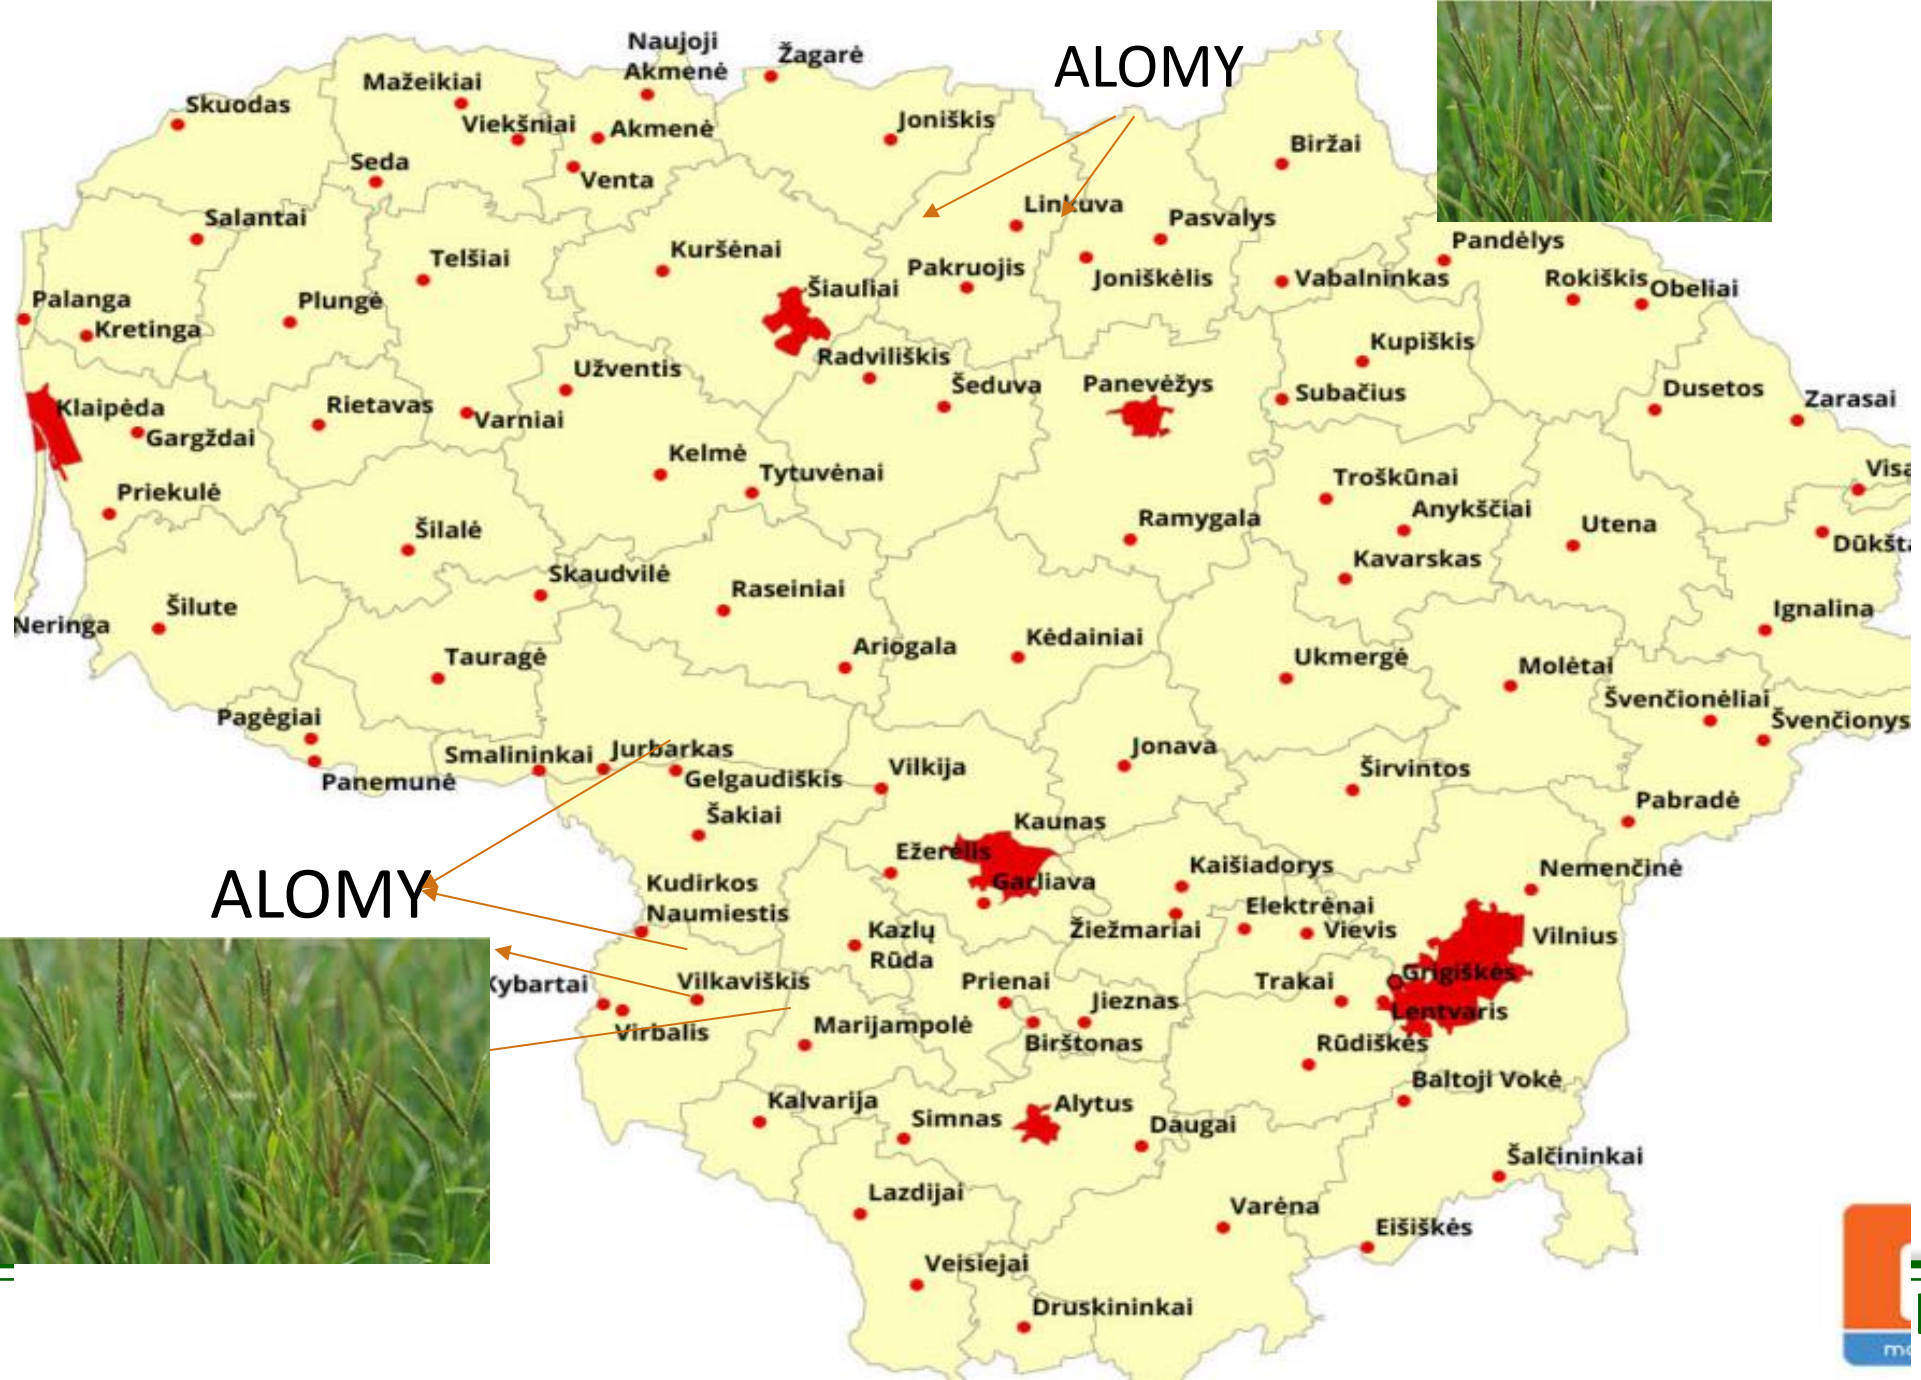 Naujoji
Akmenė
Žagarė
ALOMY
Mažeikiai
Skuodas
Viekšniai
Akmenė
Joniškis
Biržai
Seda
Venta
Salantai
Linkuva
Pasvalys
Pandėlys
Telšiai
Kuršėnai
Pakruojis
Joniškėlis
Vabalninkas
Rokiškis
Obeliai
Palanga
Kretinga
Plungė
Šiauliai
Kupiškis
Radviliškis
Užventis
Šeduva
Panevėžys
Subačius
Dusetos
Zarasai
Klaipėda
Gargždai
Rietavas
Varniai
Kelmė
Tytuvėnai
Troškūnai
Visa
Priekulė
Anykščiai
Ramygala
Utena
Šilalė
Dūkšta
Kavarskas
Skaudvilė
Raseiniai
Šilute
Ignalina
Neringa
Kėdainiai
Ariogala
Tauragė
Ukmergė
Molėtai
Švenčionėliai
Pagėgiai
Švenčionys
Smalininkai
Jurbarkas
Jonava
Vilkija
Širvintos
Panemunė
Gelgaudiškis
Pabradė
Šakiai
Kaunas
Ežerėlis
Kaišiadorys
Nemenčinė
ALOMY
Kudirkos
Naumiestis
Garliava
Elektrėnai
Žiežmariai
Vievis
Vilnius
Kazlų
Rūda
Grigiškės
Kybartai
Vilkaviškis
Prienai
Trakai
Jieznas
Lentvaris
Virbalis
Marijampolė
Birštonas
Rūdiškės
Baltoji Vokė
Kalvarija
Simnas
Alytus
Daugai
Šalčininkai
Lazdijai
Varėna
Eišiškės
Veisiejai
Druskininkai